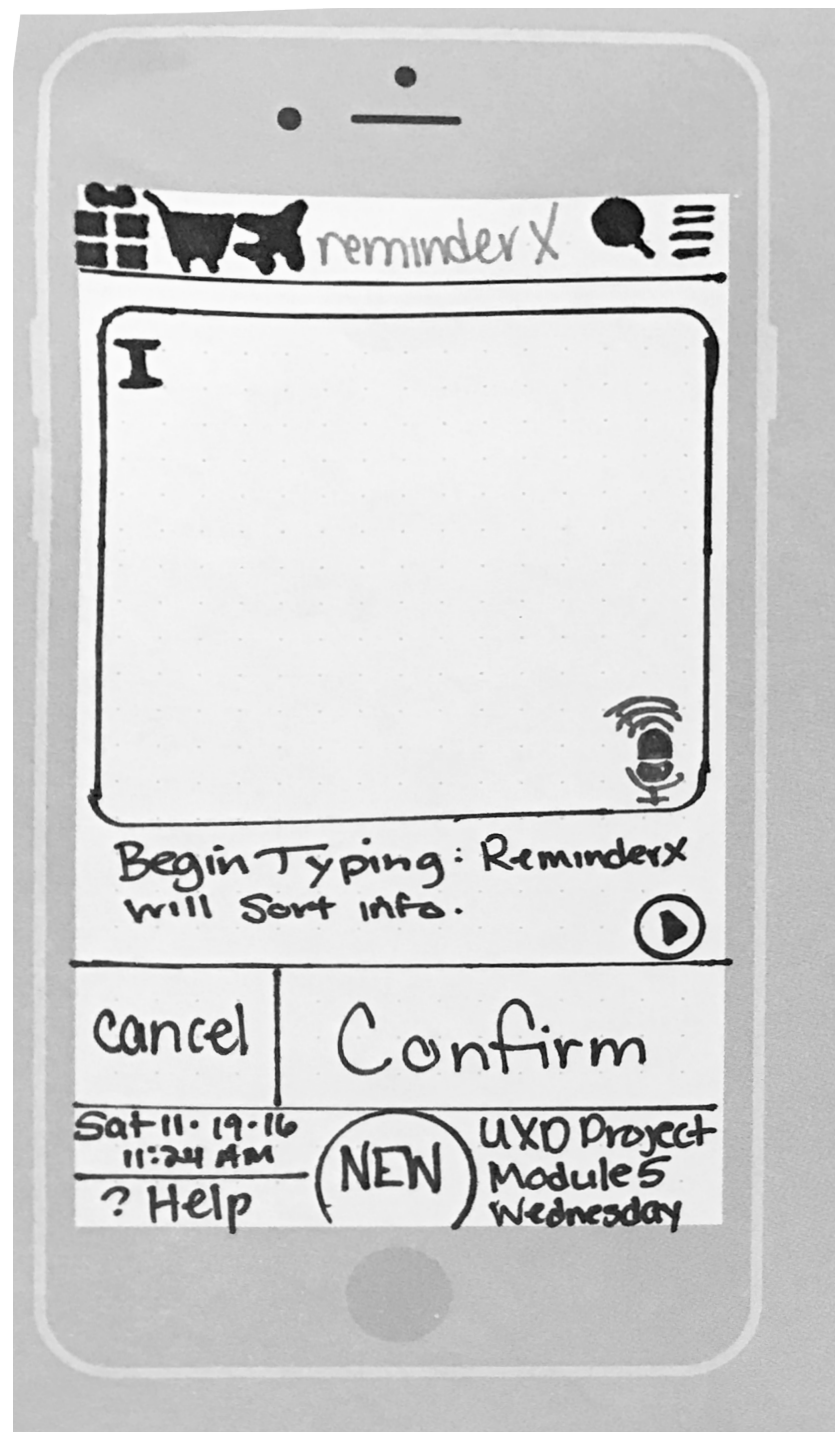 reminderX
I
Begin Typing: Reminderx
will sort info.
Cancel
Confirm
Sat 11.19.16
11:24 AM
? Help
NEW
UXD Project
Module 5
Wednesday